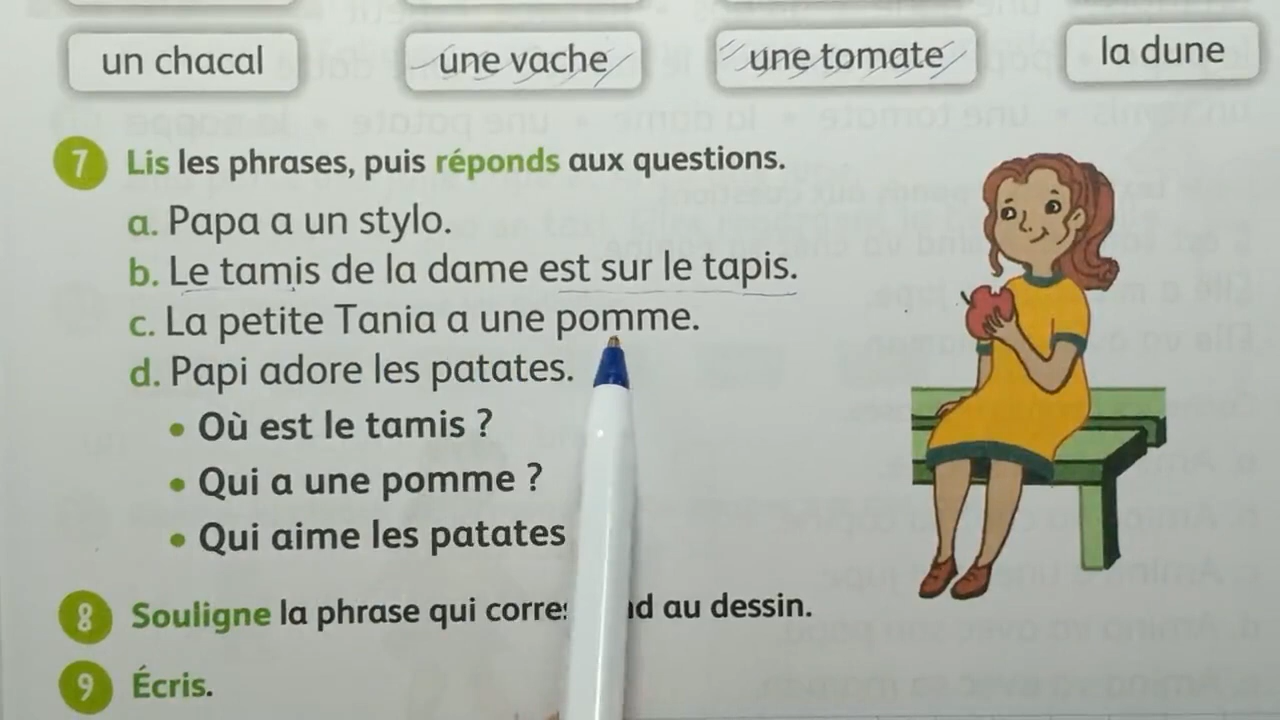 un chacal une vache une tomate la dune
7 Lis les phrases, puis réponds aux questions.
a. Papa a un stylo.
b. Le tamis de la dame est sur le tapis.
c. La petite Tania a une pomme.
d. Papi adore les patates.
• Où est le tamis ?
• Qui a une pomme ?
• Qui aime les patates
8 Souligne la phrase qui au dessin.
9 Écris.